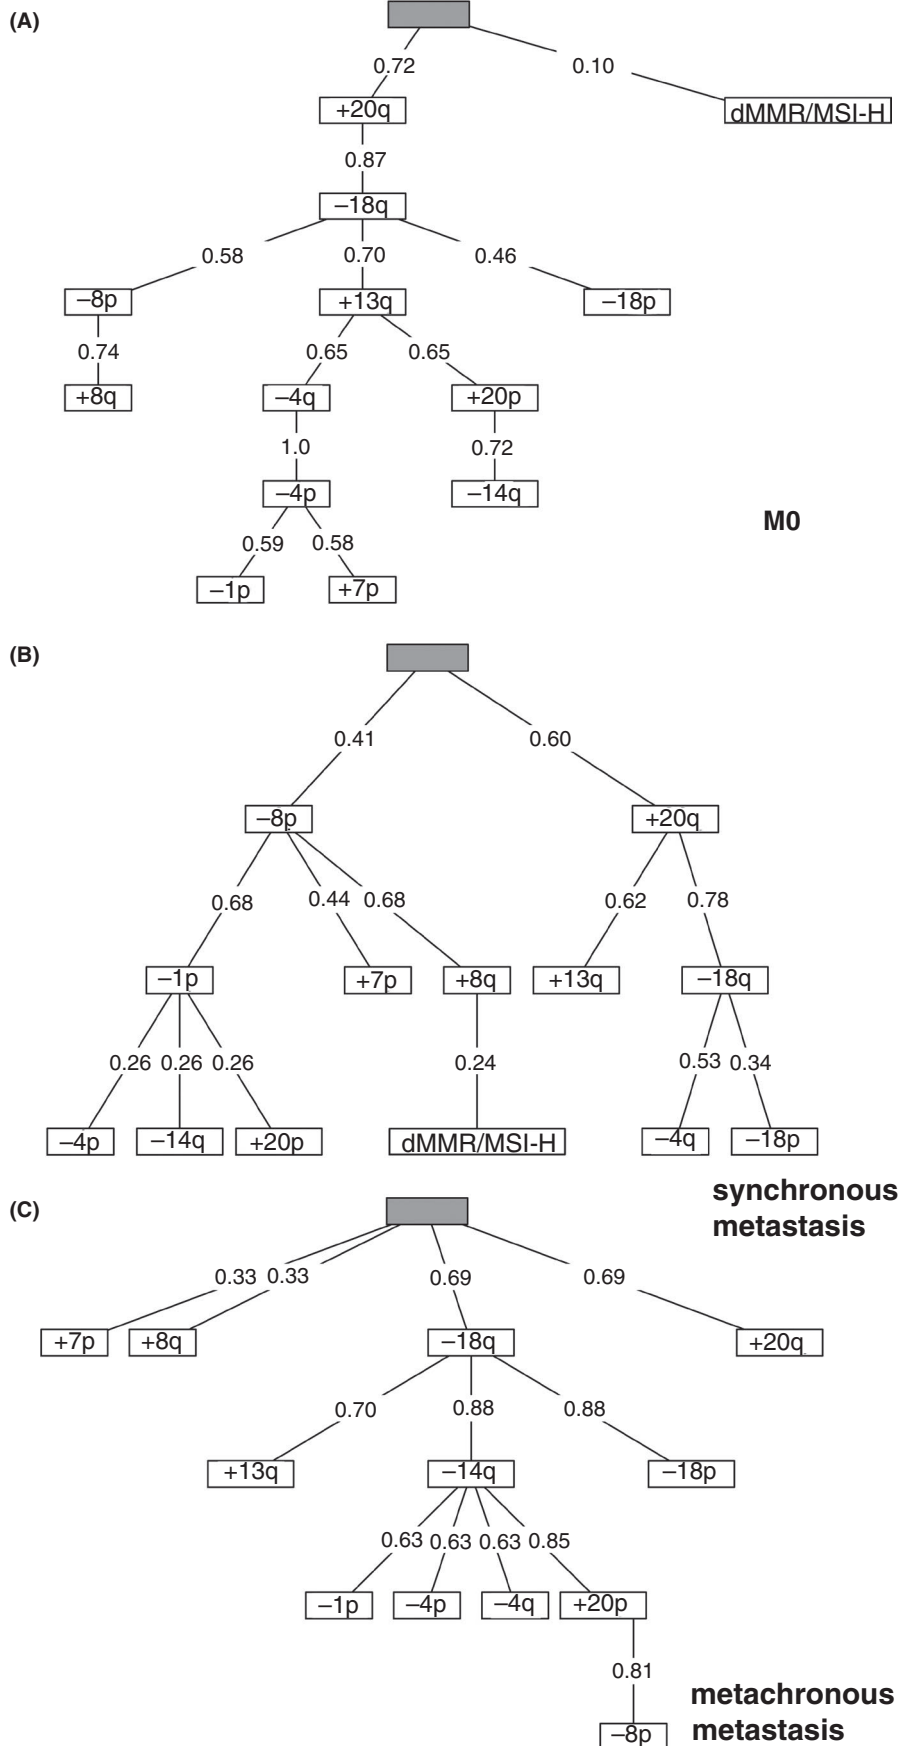 (A)
0.72 0.10
+20q dMMR/MSI-H
0.87
−18q
0.58 0.70 0.46
−8p +13q −18p
0.74 0.65 0.65
+8q −4q +20p
1.0 0.72
−4p −14q
M0
0.59 0.58
−1p +7p
(B)
0.41 0.60
−8p +20q
0.68 0.44 0.68 0.62 0.78
−1p +7p +8q +13q −18q
0.26 0.26 0.26 0.24 0.53 0.34
−4p −14q +20p dMMR/MSI-H −4q −18p
synchronous
metastasis
(C)
0.33 0.33 0.69 0.69
+7p +8q −18q +20q
0.70 0.88 0.88
+13q −14q −18p
0.63 0.63 0.63 0.85
−1p −4p −4q +20p
0.81
metachronous
metastasis
−8p